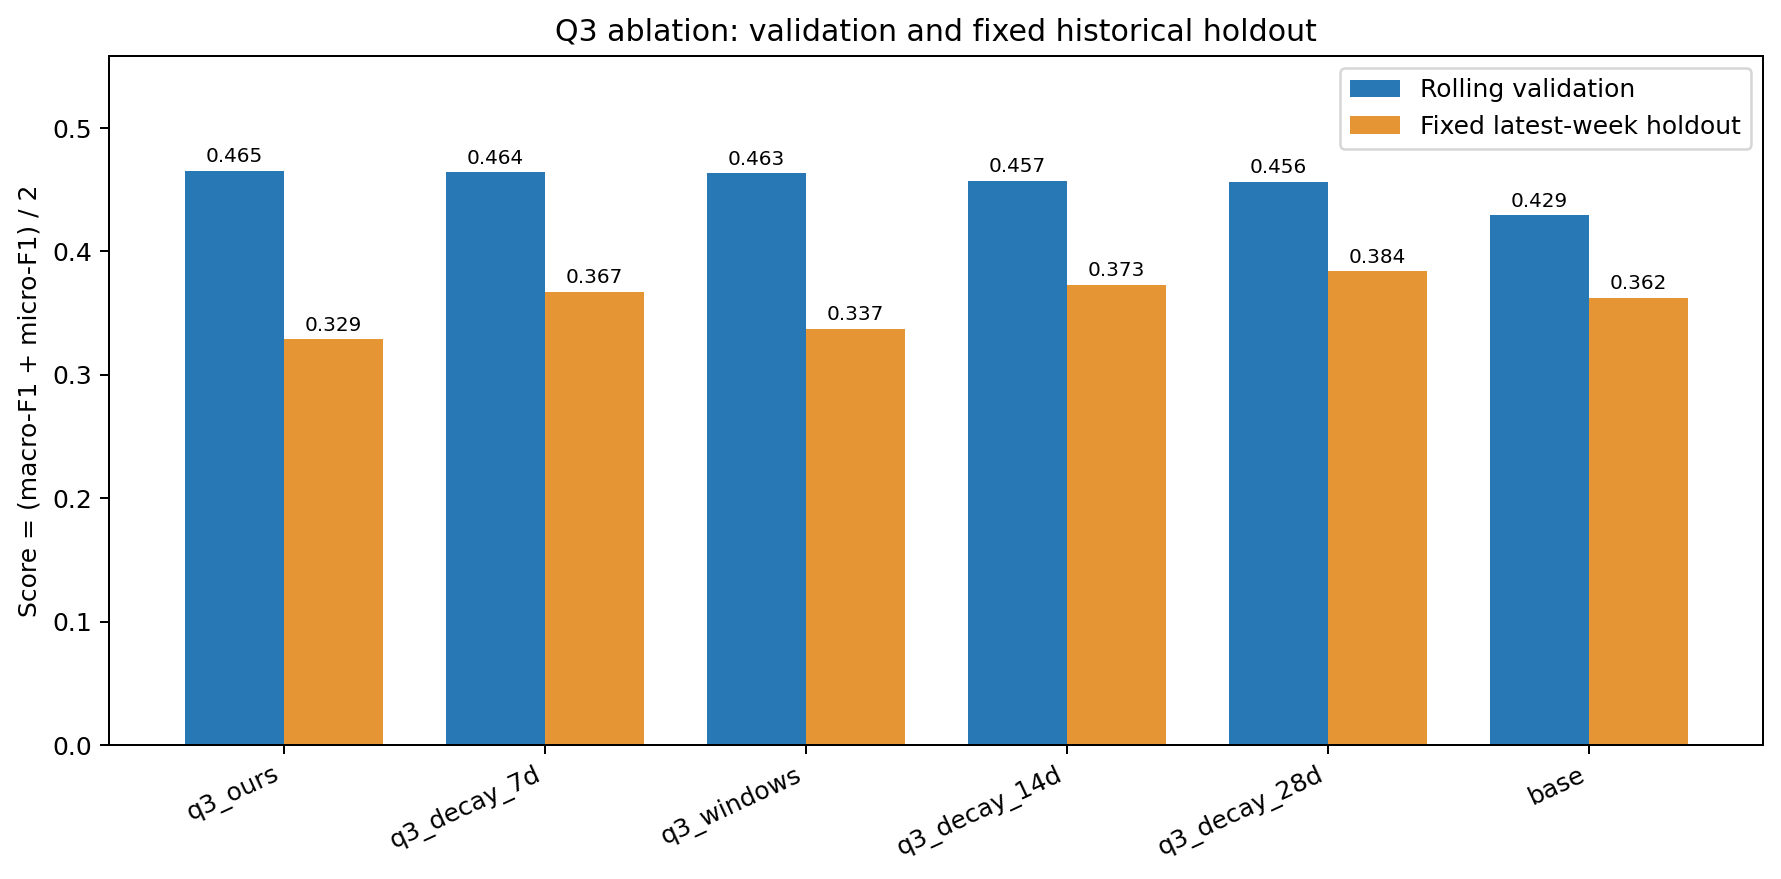 Q3 ablation: validation and fixed historical holdout
Rolling validation
Fixed latest-week holdout
Score = (macro-F1 + micro-F1) / 2
0.5
0.4
0.3
0.2
0.1
0.0
0.465
0.329
0.464
0.367
0.463
0.337
0.457
0.373
0.456
0.384
0.429
0.362
q3_ours
q3_decay_7d
q3_windows
q3_decay_14d
q3_decay_28d
base